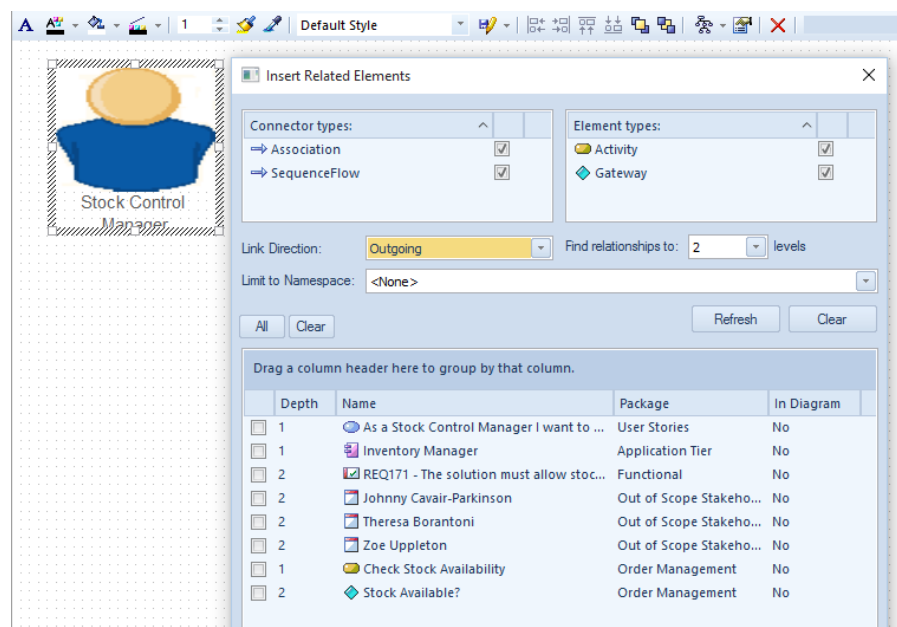 A A 1 Default Style
Stock Control
Manager
Insert Related Elements
Connector types:
Association
SequenceFlow
Element types:
Activity
Gateway
Link Direction: Outgoing Find relationships to: 2 levels
Limit to Namespace: <None>
All Clear Refresh Clear
Drag a column header here to group by that column.
Depth Name Package In Diagram
1 As a Stock Control Manager I want to ... User Stories No
1 Inventory Manager Application Tier No
2 REQ171 - The solution must allow stoc... Functional No
2 Johnny Cavair-Parkinson Out of Scope Stakeho... No
2 Theresa Borantoni Out of Scope Stakeho... No
2 Zoe Uppleton Out of Scope Stakeho... No
1 Check Stock Availability Order Management No
2 Stock Available? Order Management No